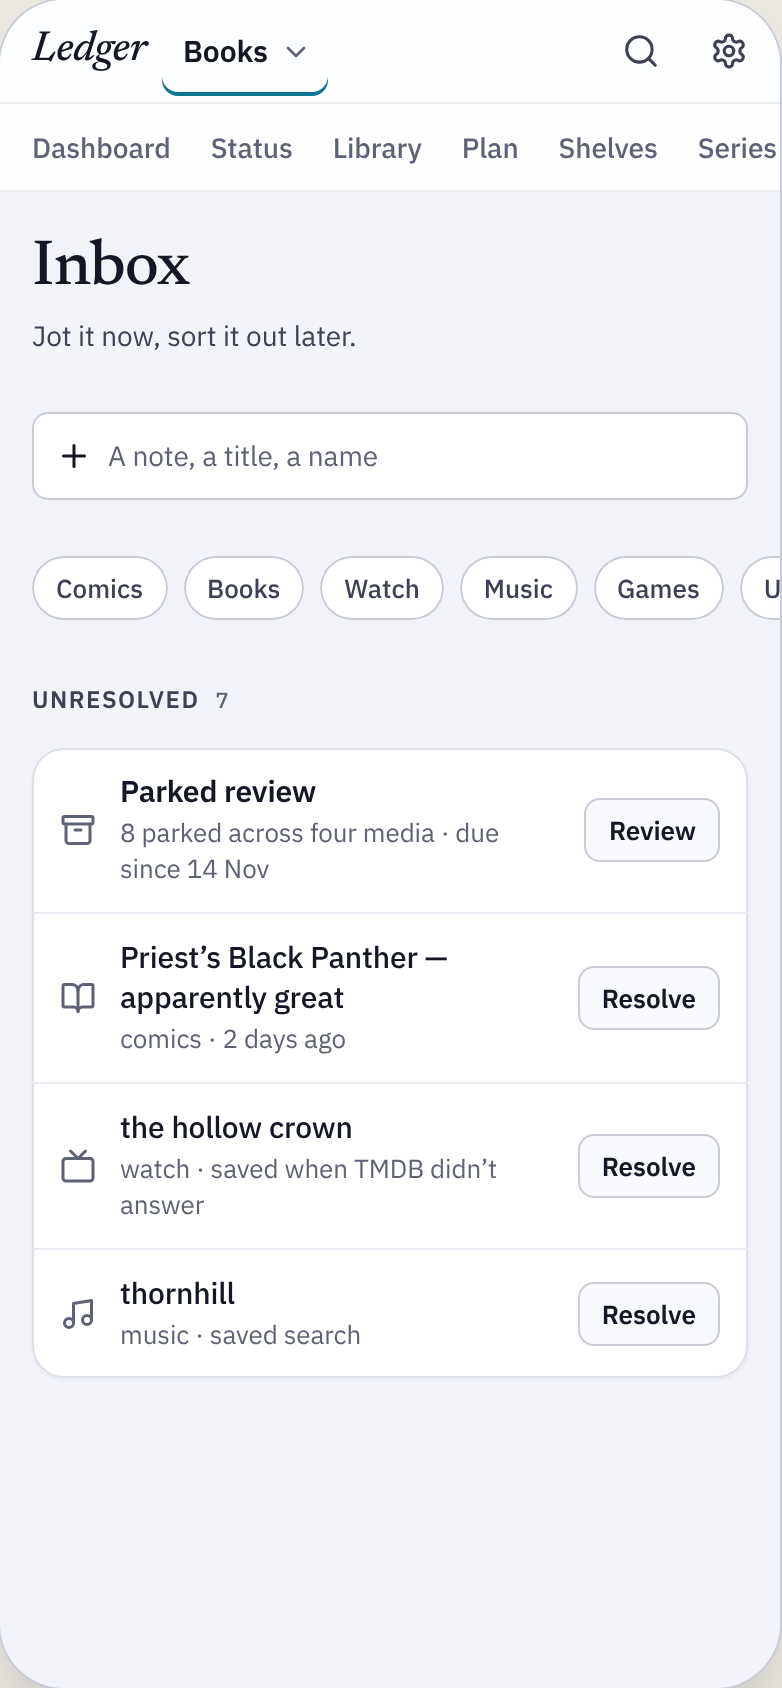 Ledger Books
Dashboard Status Library Plan Shelves Series
Inbox
Jot it now, sort it out later.
A note, a title, a name
Comics Books Watch Music Games U
UNRESOLVED 7
Parked review
8 parked across four media · due
since 14 Nov
Review
Priest’s Black Panther —
apparently great
comics · 2 days ago
Resolve
the hollow crown
watch · saved when TMDB didn’t
answer
Resolve
thornhill
music · saved search
Resolve